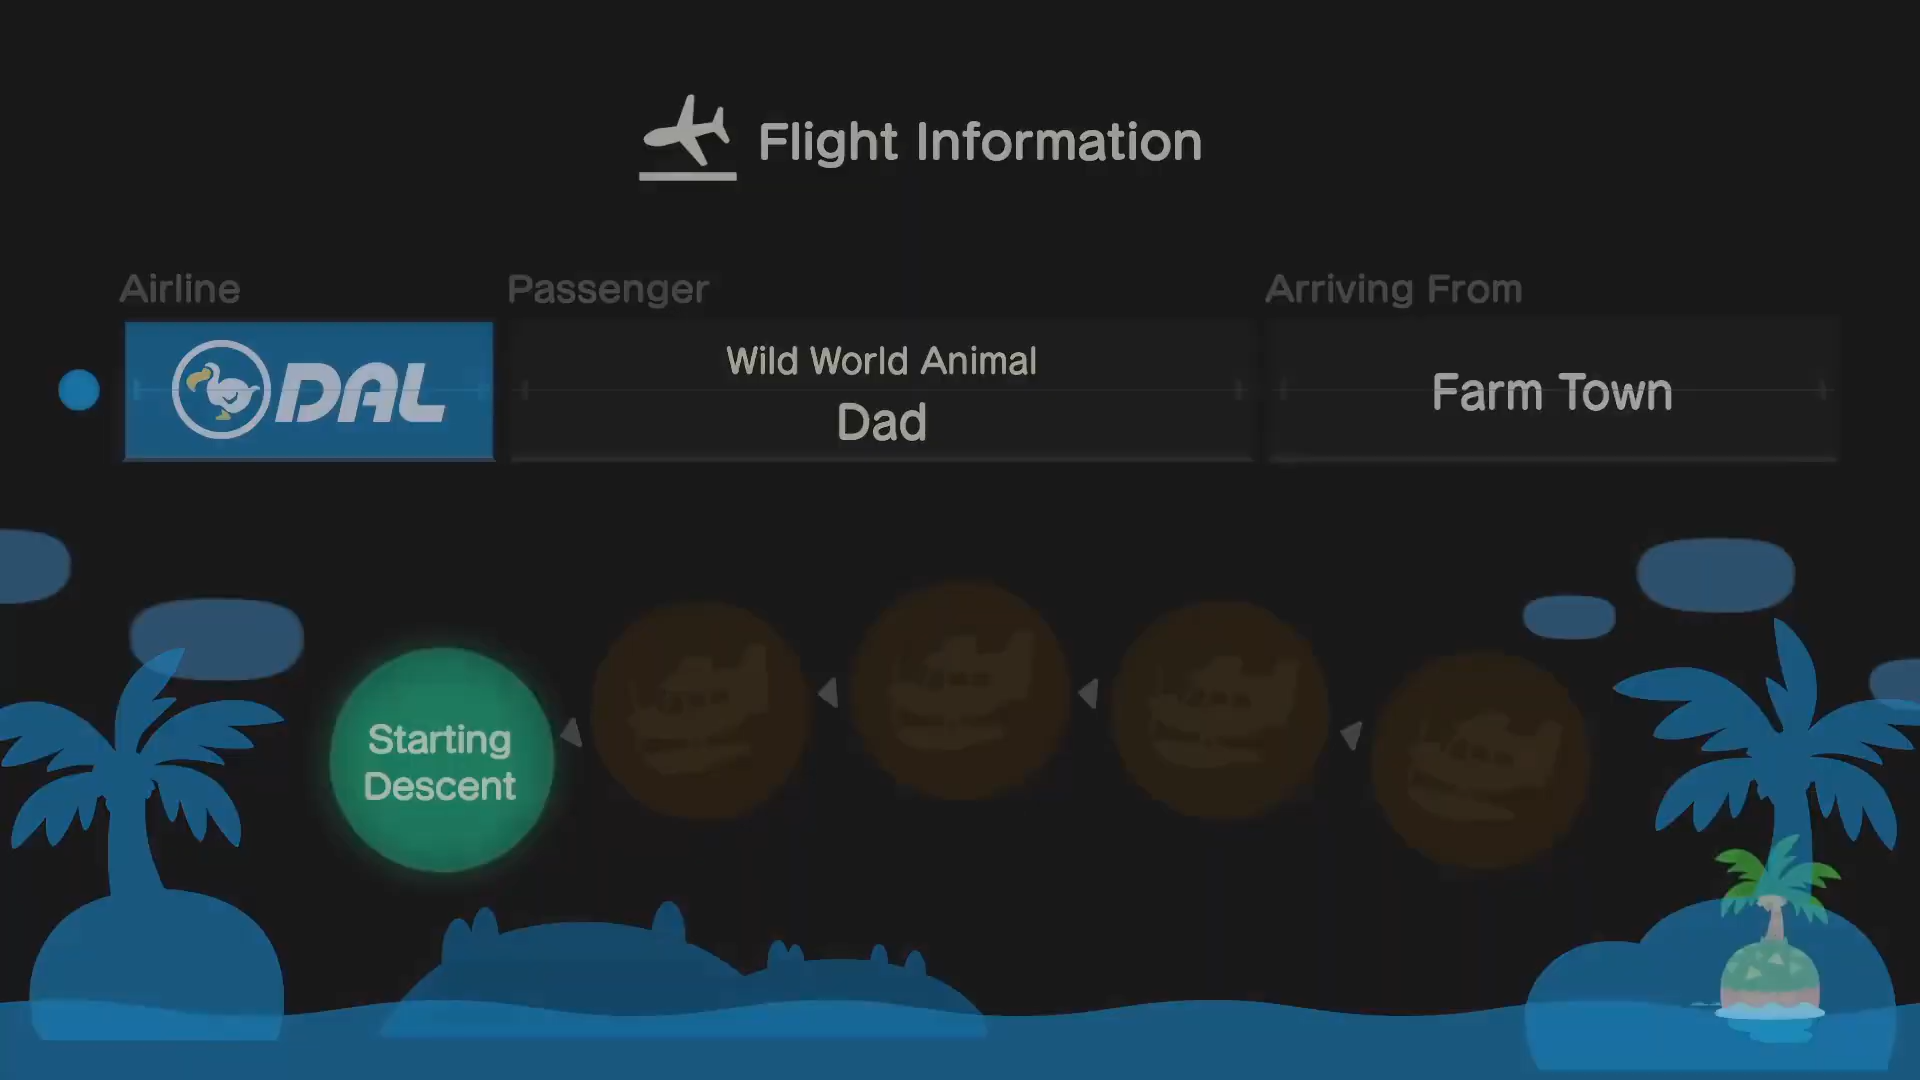 Flight Information
Airline
Passenger
Arriving From
DAL
Wild World Animal
Dad
Farm Town
Starting
Descent